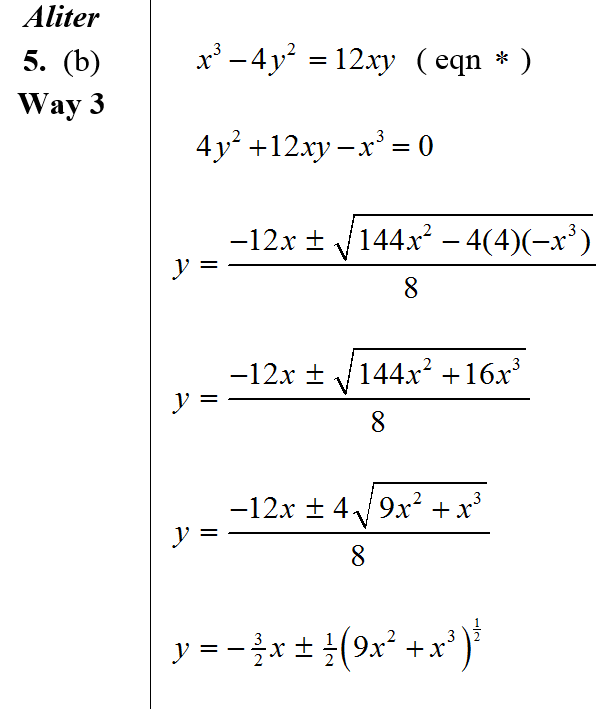 Aliter
5. (b)
Way 3
x³ – 4y² = 12xy ( eqn * )
4y² + 12xy – x³ = 0
y = (–12x ± √(144x² – 4(4)(–x³))) / 8
y = (–12x ± √(144x² + 16x³)) / 8
y = (–12x ± 4√(9x² + x³)) / 8
y = –3/2 x ± 1/2 (9x² + x³)^(1/2)